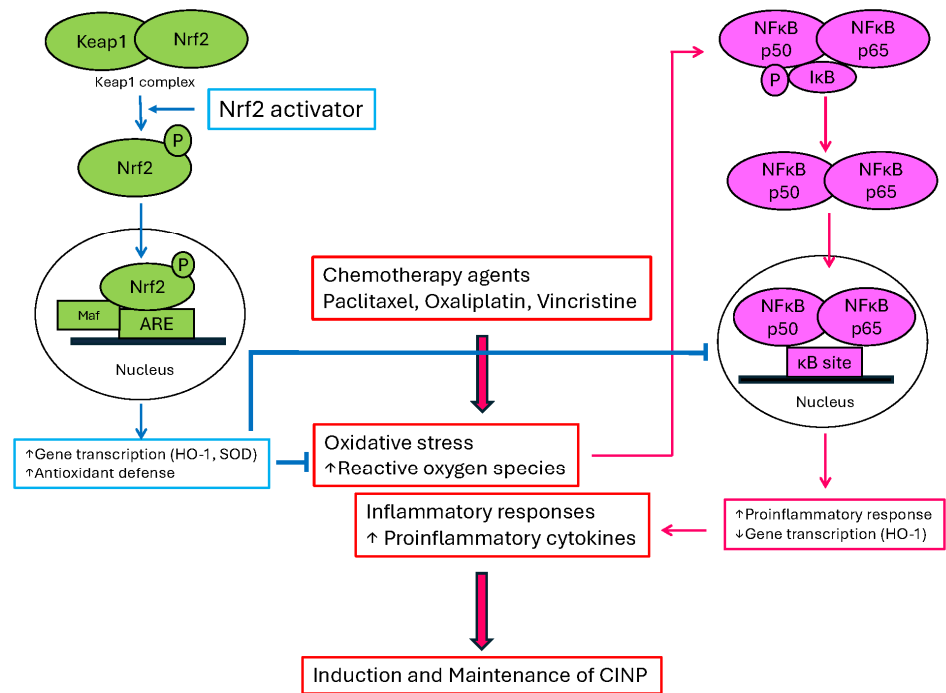 Keap1
Nrf2
Keap1 complex
Nrf2 activator
P
Nrf2
P
Nrf2
Maf
ARE
Nucleus
↑Gene transcription (HO-1, SOD)
↑Antioxidant defense
Chemotherapy agents
Paclitaxel, Oxaliplatin, Vincristine
Oxidative stress
↑Reactive oxygen species
Inflammatory responses
↑ Proinflammatory cytokines
Induction and Maintenance of CINP
NFκB
p50
NFκB
p65
P
IκB
NFκB
p50
NFκB
p65
NFκB
p50
NFκB
p65
κB site
Nucleus
↑Proinflammatory response
↓Gene transcription (HO-1)